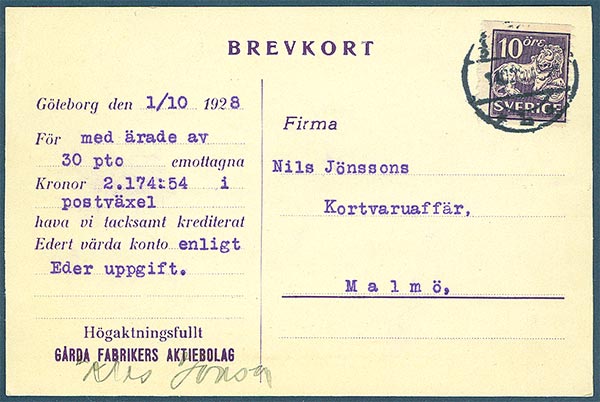 BREVKORT
10 öre
SVERIGE
Göteborg den 1/10 1928
För med ärade av
30 pto emottagna
Kronor 2.174:54 i
postväxel
hava vi tacksamt krediterat
Edert värda konto enligt
Eder uppgift.
Högaktningsfullt
GÅRDA FABRIKERS AKTIEBOLAG
Firma
Nils Jönssons
Kortvaruaffär,
Malmö,